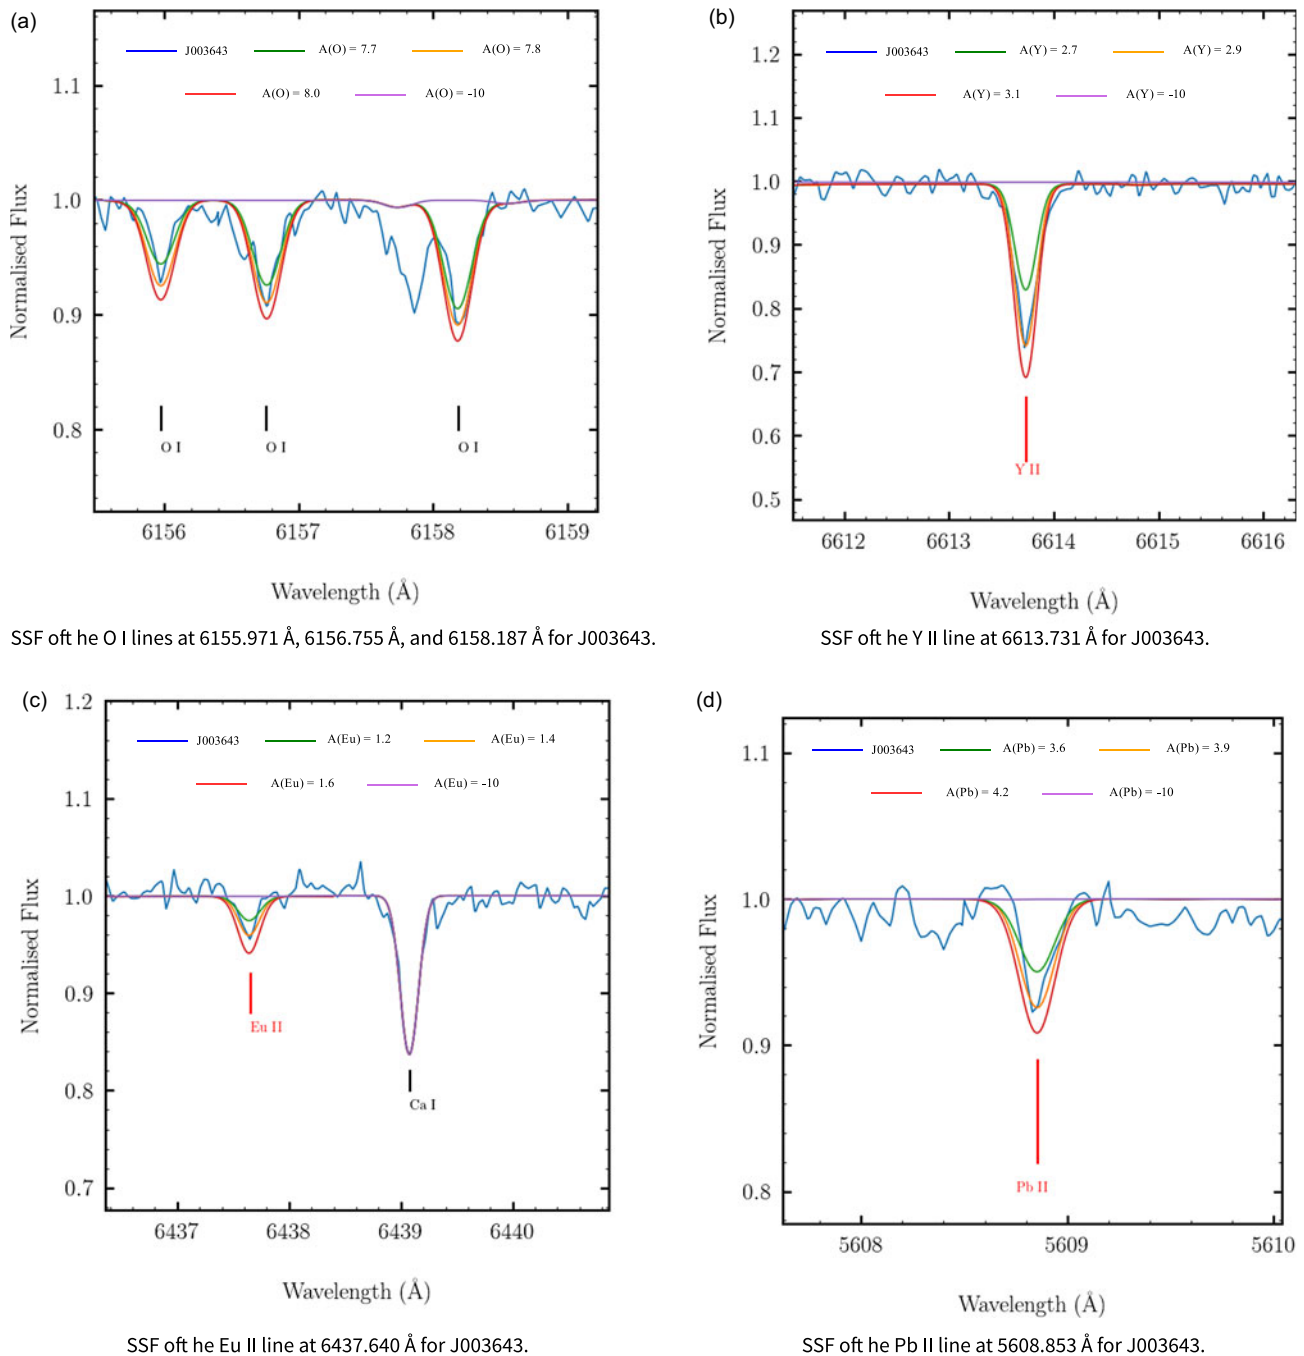 (a)
J003643 A(O) = 7.7 A(O) = 7.8
A(O) = 8.0 A(O) = -10
1.1
1.0
0.9
0.8
Normalised Flux
O I O I O I
6156 6157 6158 6159
Wavelength (Å)
SSF oft he O I lines at 6155.971 Å, 6156.755 Å, and 6158.187 Å for J003643.
(b)
J003643 A(Y) = 2.7 A(Y) = 2.9
A(Y) = 3.1 A(Y) = -10
1.2
1.1
1.0
0.9
0.8
0.7
0.6
0.5
Normalised Flux
Y II
6612 6613 6614 6615 6616
Wavelength (Å)
SSF oft he Y II line at 6613.731 Å for J003643.
(c)
J003643 A(Eu) = 1.2 A(Eu) = 1.4
A(Eu) = 1.6 A(Eu) = -10
1.2
1.1
1.0
0.9
0.8
0.7
Normalised Flux
Eu II
Ca I
6437 6438 6439 6440
Wavelength (Å)
SSF oft he Eu II line at 6437.640 Å for J003643.
(d)
J003643 A(Pb) = 3.6 A(Pb) = 3.9
A(Pb) = 4.2 A(Pb) = -10
1.1
1.0
0.9
0.8
Normalised Flux
Pb II
5608 5609 5610
Wavelength (Å)
SSF oft he Pb II line at 5608.853 Å for J003643.